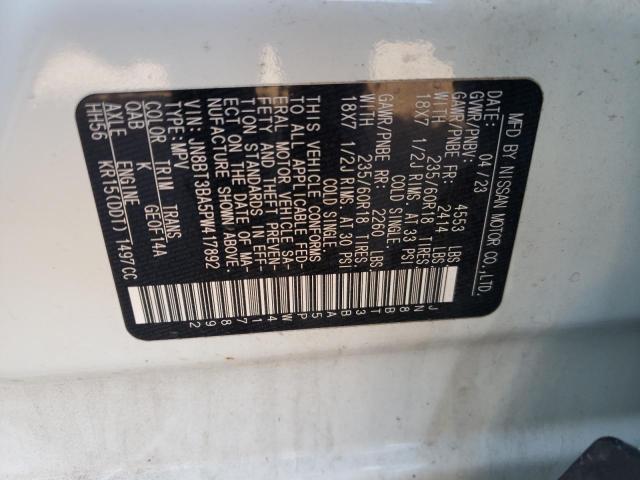 MFD BY NISSAN MOTOR CO.,LTD.
04/23
GVWR/PNBV: 4553 LBS
GAWR/PNBE FR: 2414 LBS
WITH 235/60R18 TIRES
18X7 1/2J RIMS. AT 33 PSI
COLD SINGLE.
GAWR/PNBE RR: 2260 LBS
WITH 235/60R18 TIRES
18X7 1/2J RIMS. AT 30 PSI
COLD SINGLE.
THIS VEHICLE CONFORMS
TO ALL APPLICABLE FED-
ERAL MOTOR VEHICLE SA-
FETY AND THEFT PREVEN-
TION STANDARDS IN EFF-
ECT ON THE DATE OF MA-
NUFACTURE SHOWN ABOVE.
VIN: JN8BT3BA5PW417692
TYPE: MPV
COLOR TRIM TRANS
QAB K GE0F14A
AXLE ENGINE
HH56 KR15(DDT) 1497CC
JN8BT3BA5PW417692